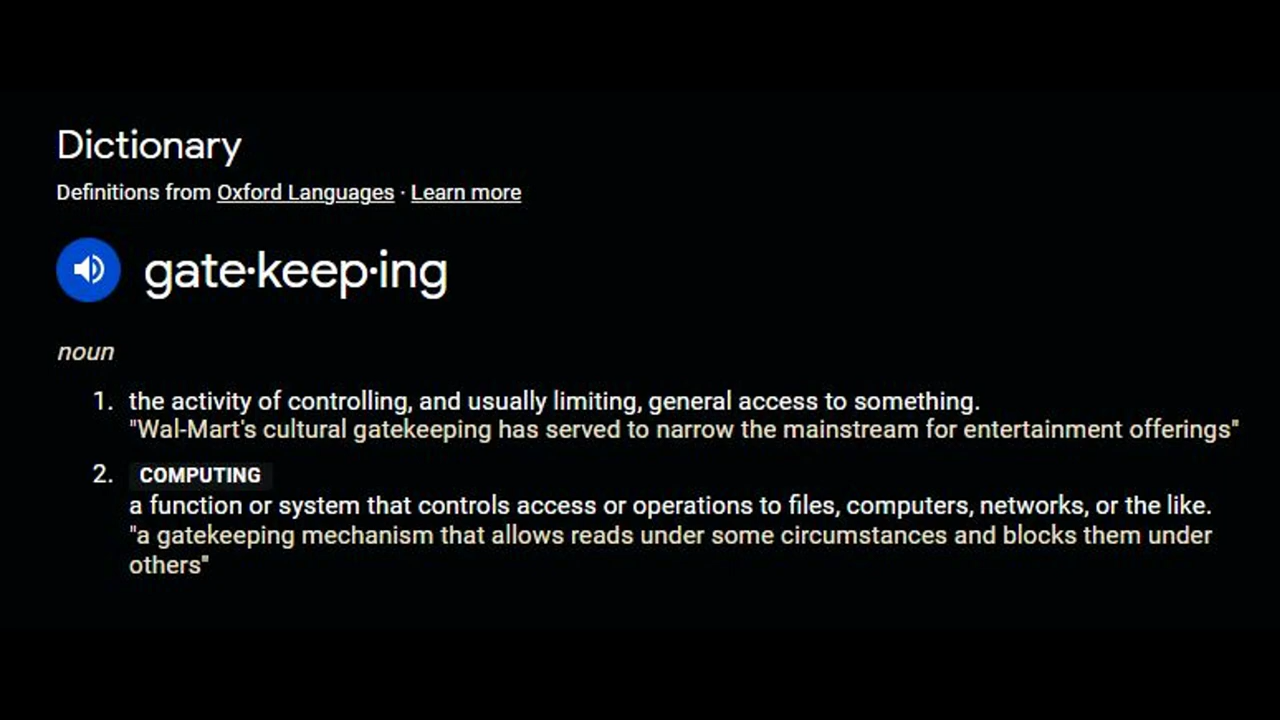 Dictionary
Definitions from Oxford Languages · Learn more
gate·keep·ing
noun
1. the activity of controlling, and usually limiting, general access to something.
"Wal-Mart's cultural gatekeeping has served to narrow the mainstream for entertainment offerings"
2. COMPUTING
a function or system that controls access or operations to files, computers, networks, or the like.
"a gatekeeping mechanism that allows reads under some circumstances and blocks them under
others"